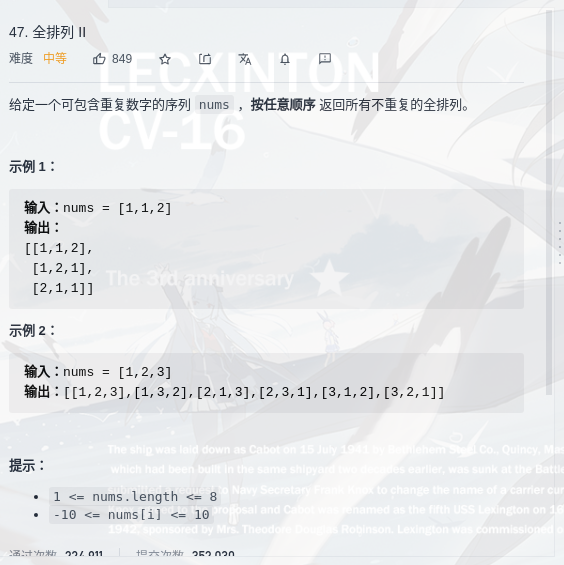 47. 全排列 II
难度 中等 849
LEXINTON
CV-16
给定一个可包含重复数字的序列 nums ，按任意顺序 返回所有不重复的全排列。
示例 1：
输入：nums = [1,1,2]
输出：
[[1,1,2],
[1,2,1],
[2,1,1]]
The 3rd anniversary
示例 2：
输入：nums = [1,2,3]
输出：[[1,2,3],[1,3,2],[2,1,3],[2,3,1],[3,1,2],[3,2,1]]
The ship was laid down as Cabot on 15 July 1941 by Bethlehem Steel Co., Quincy, Mas
提示：
which had been built in the same shipyard two decades earlier, was sunk at the Battle
1 <= nums.length <= 8
to Navy Secretary Frank Knox to change the name of a carrier cur
-10 <= nums[i] <= 10
proposal and Cabot was renamed as the fifth USS Lexington on 16
1942, sponsored by Mrs. Theodore Douglas Robinson. Lexington was commissioned
通过次数 224,911 提交次数 352,030